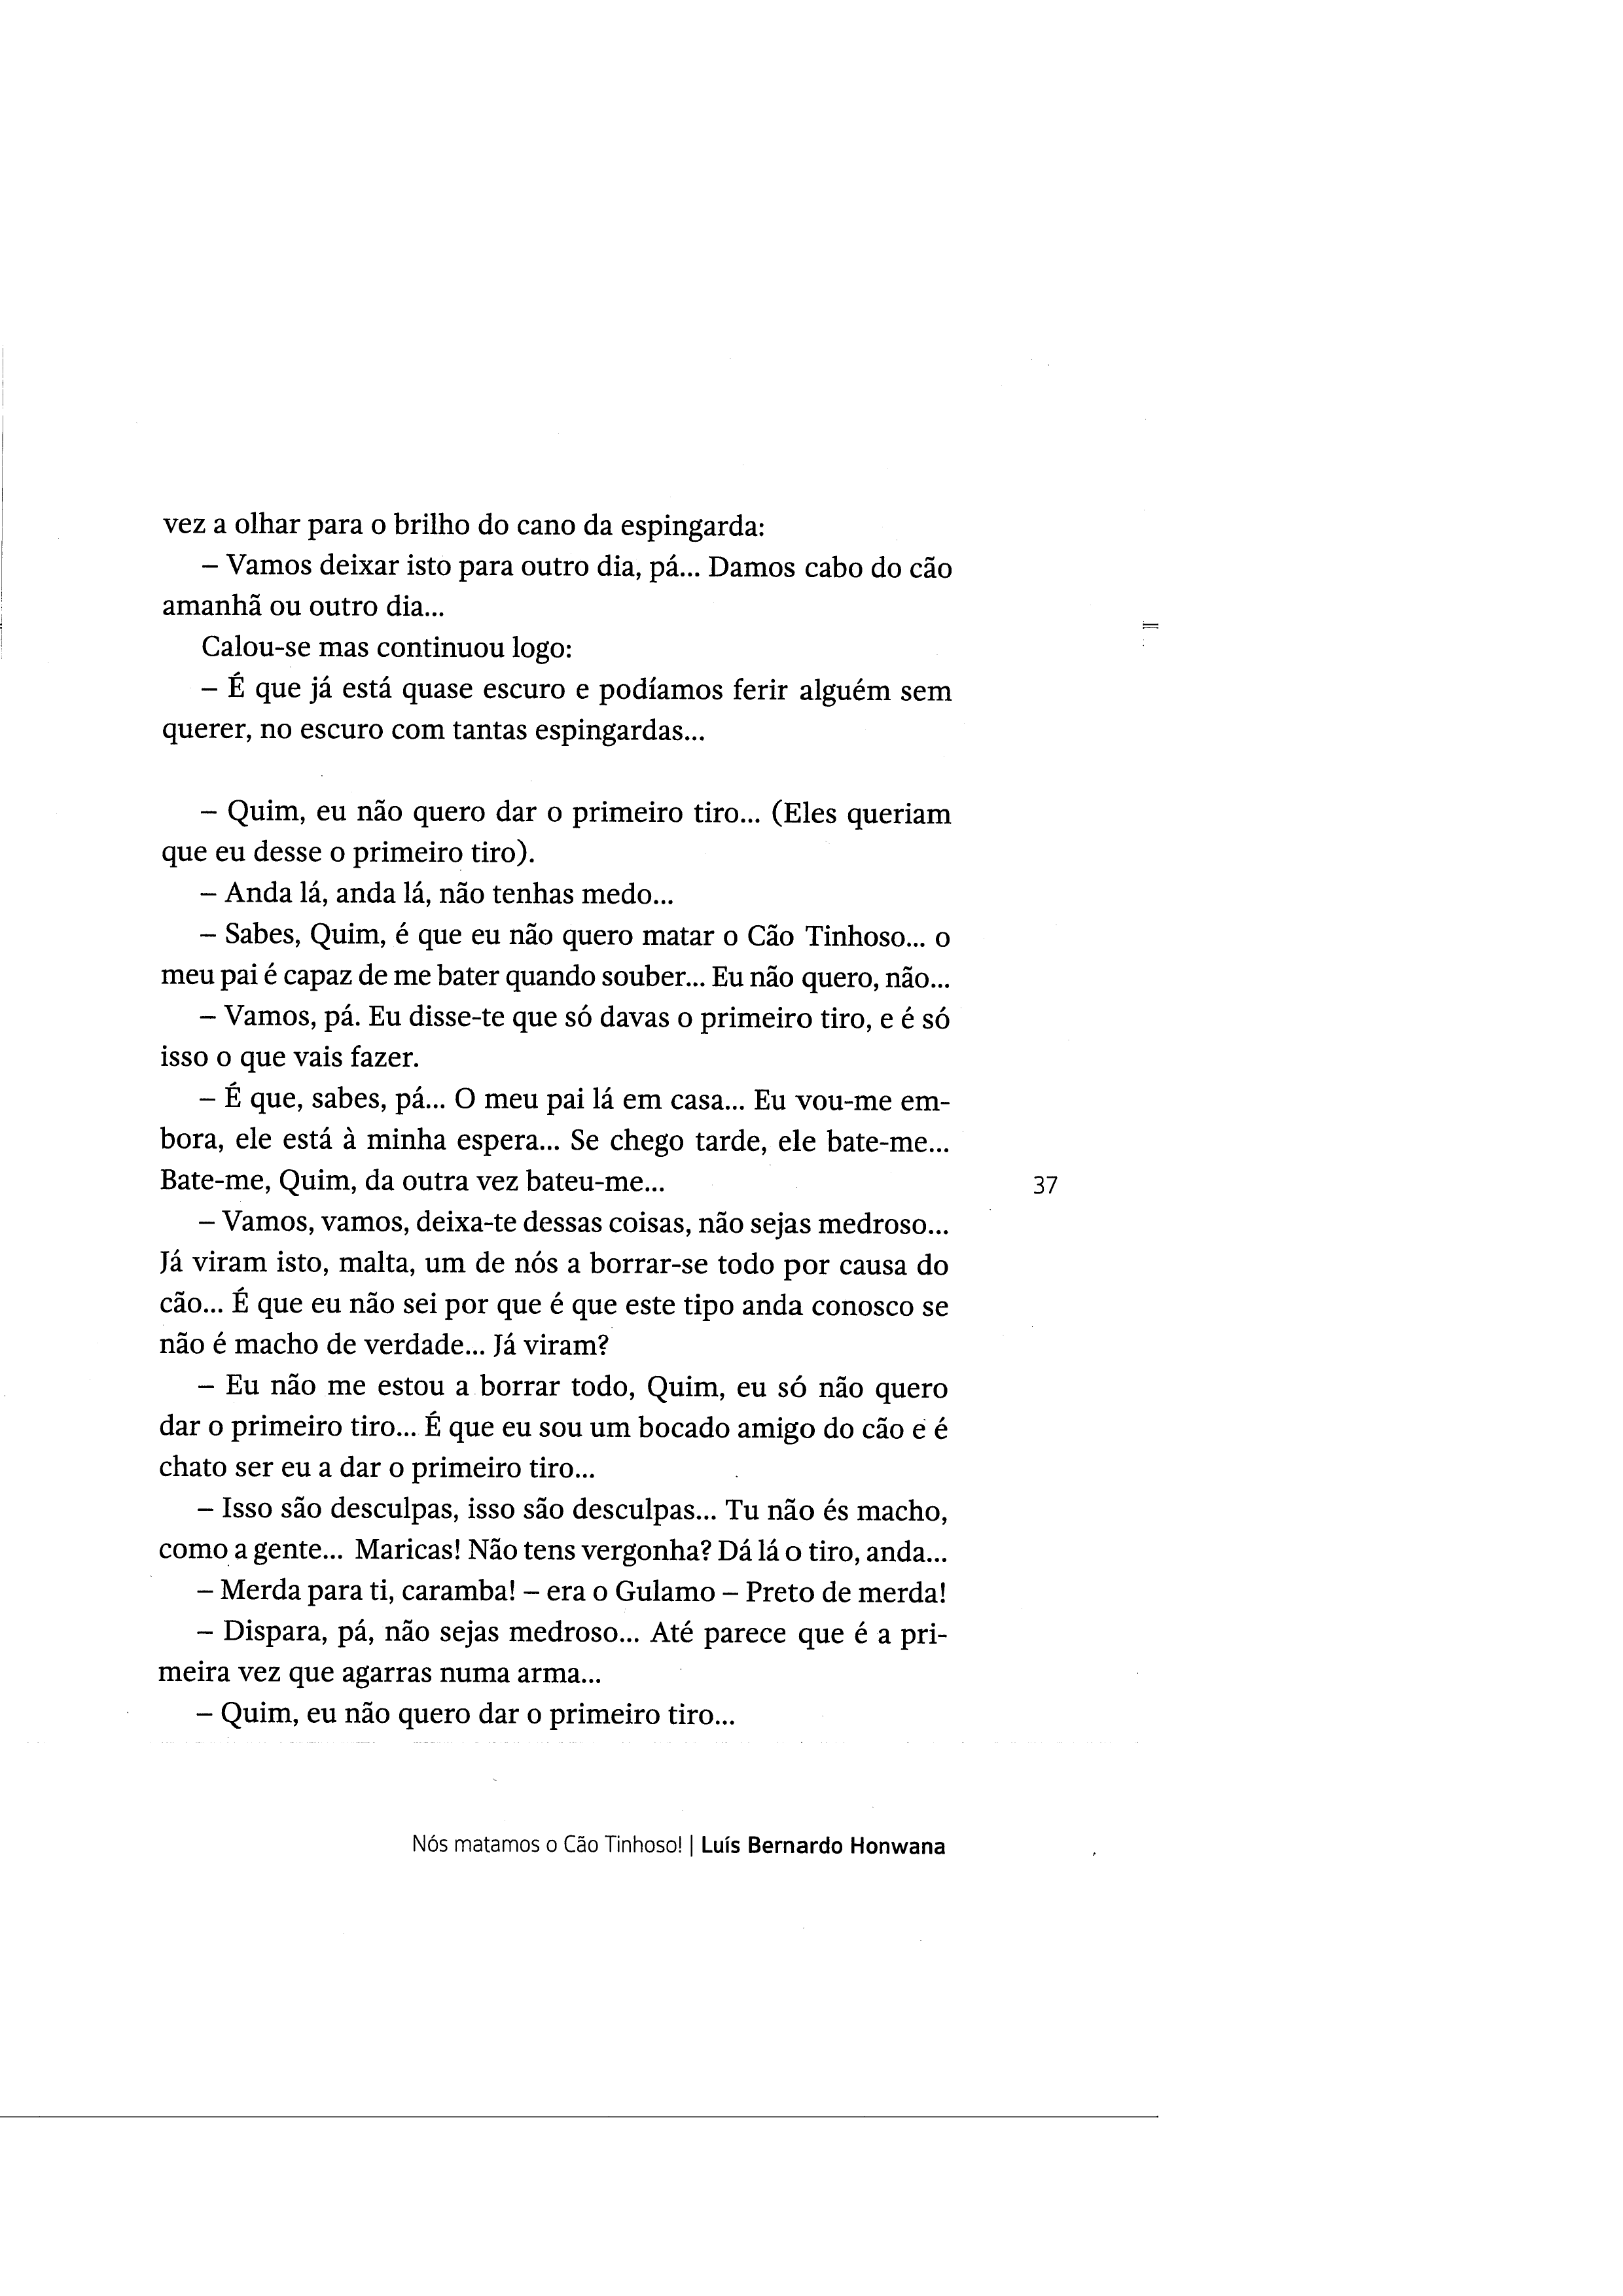 vez a olhar para o brilho do cano da espingarda:
– Vamos deixar isto para outro dia, pá... Damos cabo do cão
amanhã ou outro dia...
Calou-se mas continuou logo:
– É que já está quase escuro e podíamos ferir alguém sem
querer, no escuro com tantas espingardas...
– Quim, eu não quero dar o primeiro tiro... (Eles queriam
que eu desse o primeiro tiro).
– Anda lá, anda lá, não tenhas medo...
– Sabes, Quim, é que eu não quero matar o Cão Tinhoso... o
meu pai é capaz de me bater quando souber... Eu não quero, não...
– Vamos, pá. Eu disse-te que só davas o primeiro tiro, e é só
isso o que vais fazer.
– É que, sabes, pá... O meu pai lá em casa... Eu vou-me em-
bora, ele está à minha espera... Se chego tarde, ele bate-me...
Bate-me, Quim, da outra vez bateu-me...
37
– Vamos, vamos, deixa-te dessas coisas, não sejas medroso...
Já viram isto, malta, um de nós a borrar-se todo por causa do
cão... É que eu não sei por que é que este tipo anda conosco se
não é macho de verdade... Já viram?
– Eu não me estou a borrar todo, Quim, eu só não quero
dar o primeiro tiro... É que eu sou um bocado amigo do cão e é
chato ser eu a dar o primeiro tiro...
– Isso são desculpas, isso são desculpas... Tu não és macho,
como a gente... Maricas! Não tens vergonha? Dá lá o tiro, anda...
– Merda para ti, caramba! – era o Gulamo – Preto de merda!
– Dispara, pá, não sejas medroso... Até parece que é a pri-
meira vez que agarras numa arma...
– Quim, eu não quero dar o primeiro tiro...
Nós matamos o Cão Tinhoso! | Luís Bernardo Honwana